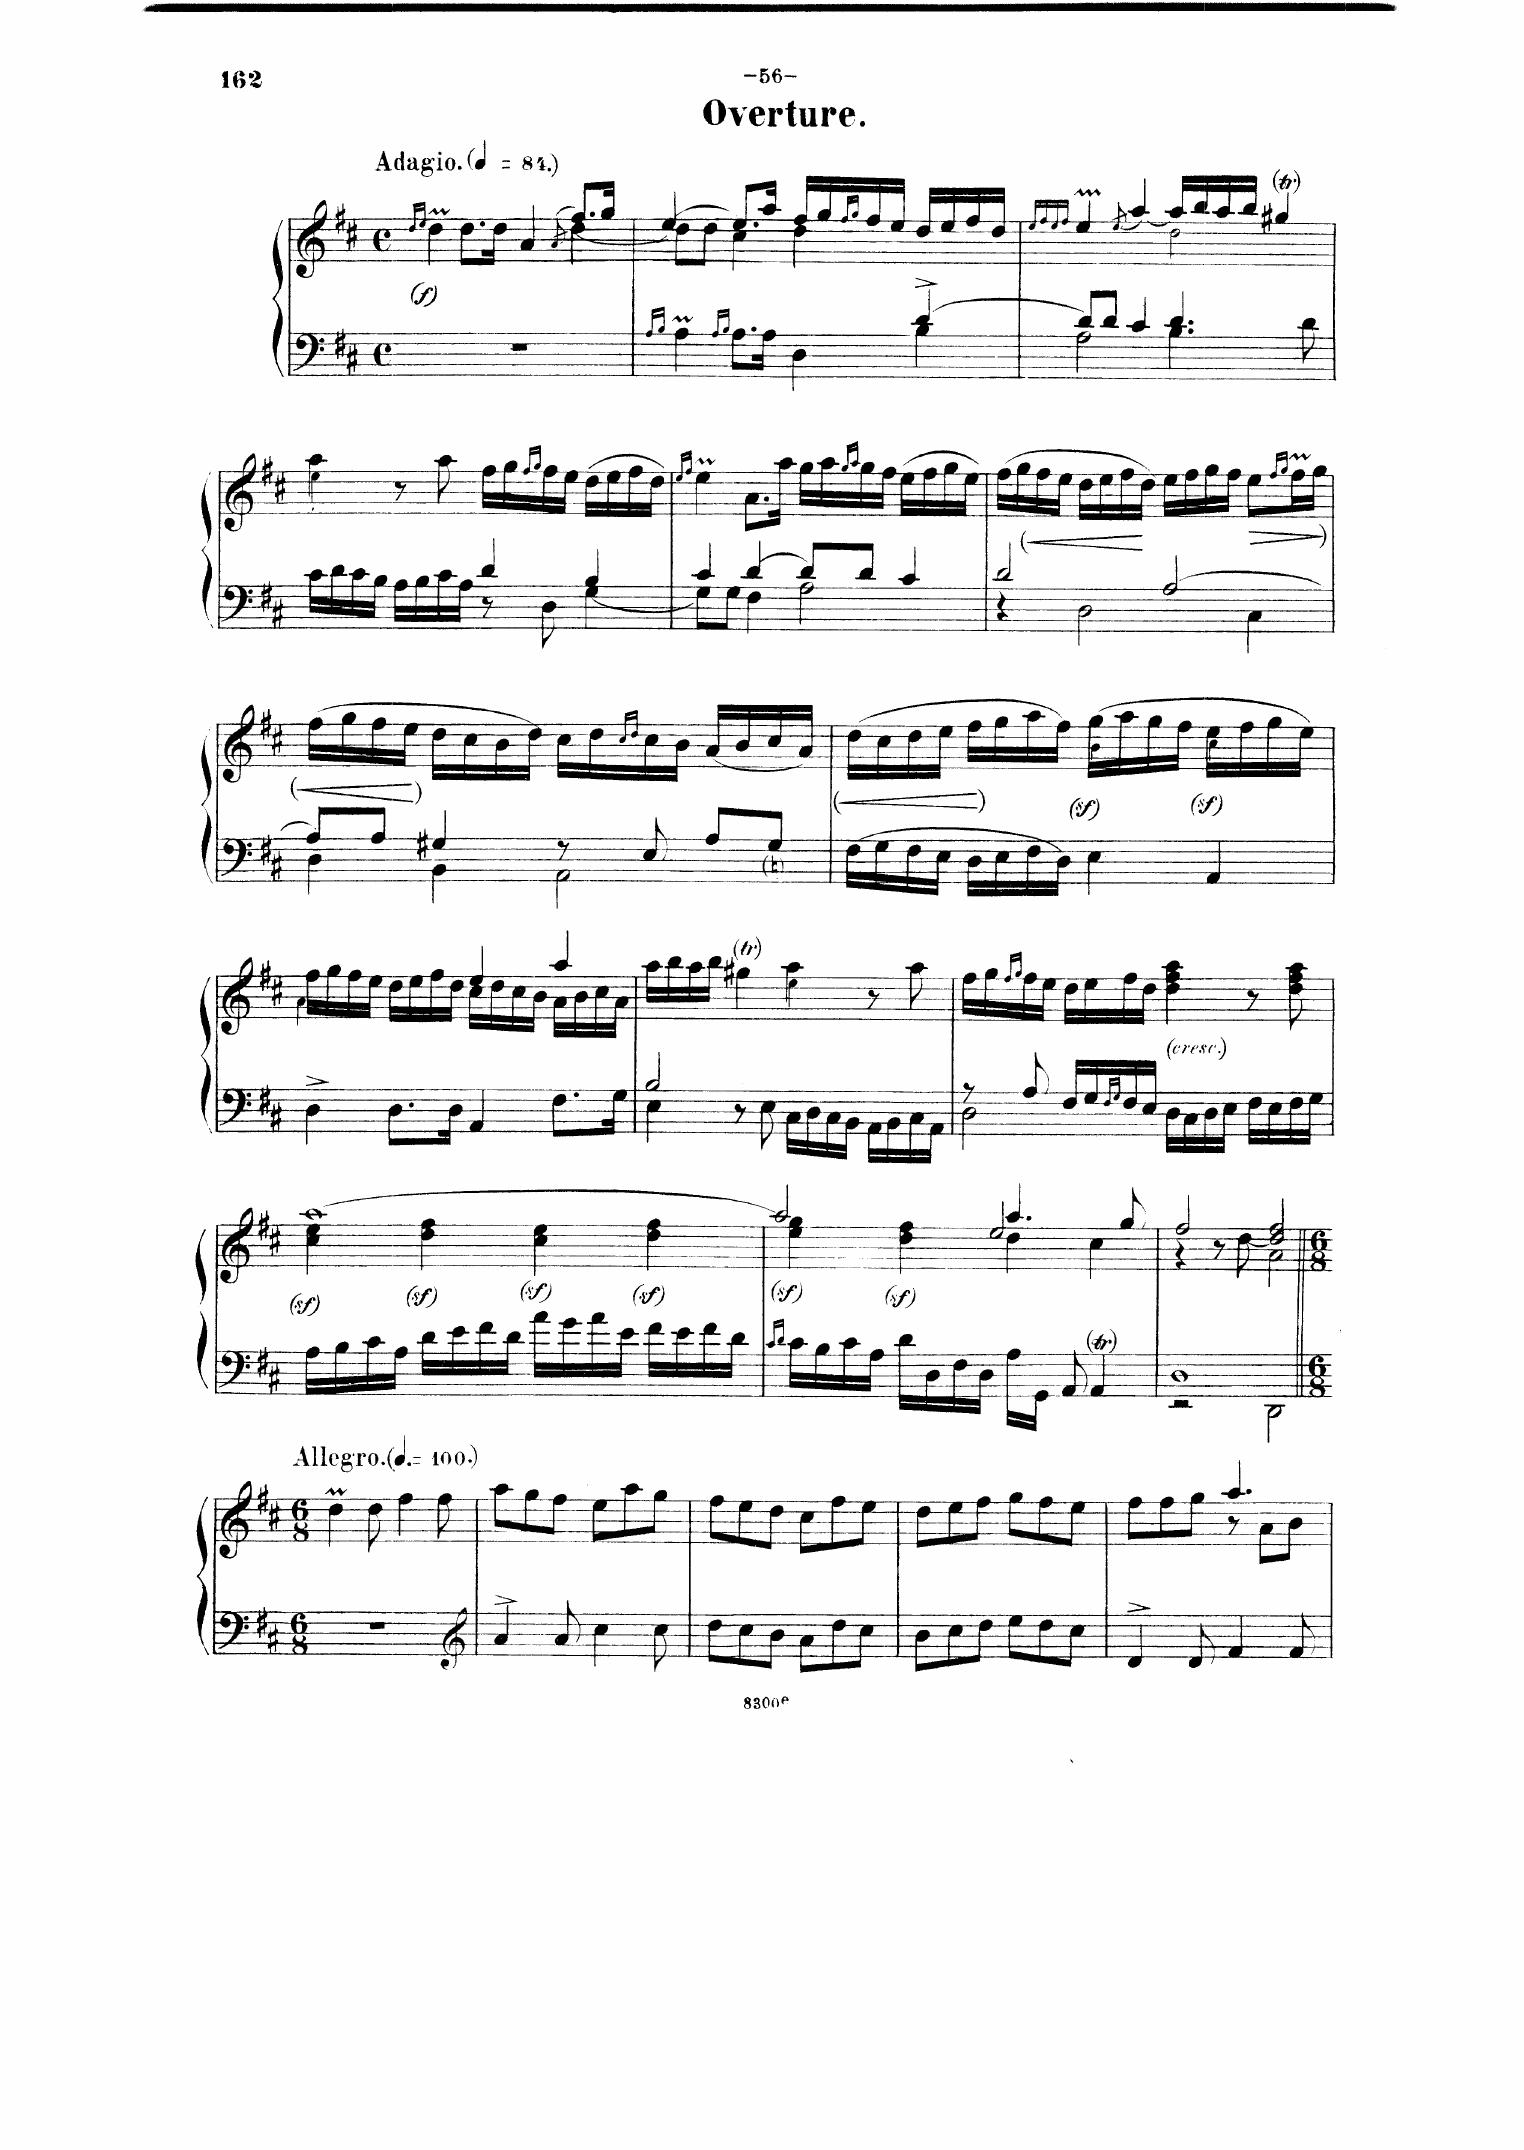 162
–56–
Overture.
Adagio. (♩ = 84.)
(tr)
(f)
(sf) (sf)
(tr)
(cresc.)
(sf) (sf) (sf) (sf) (sf) (sf)
(tr)
Allegro. (♩. = 100.)
8300e